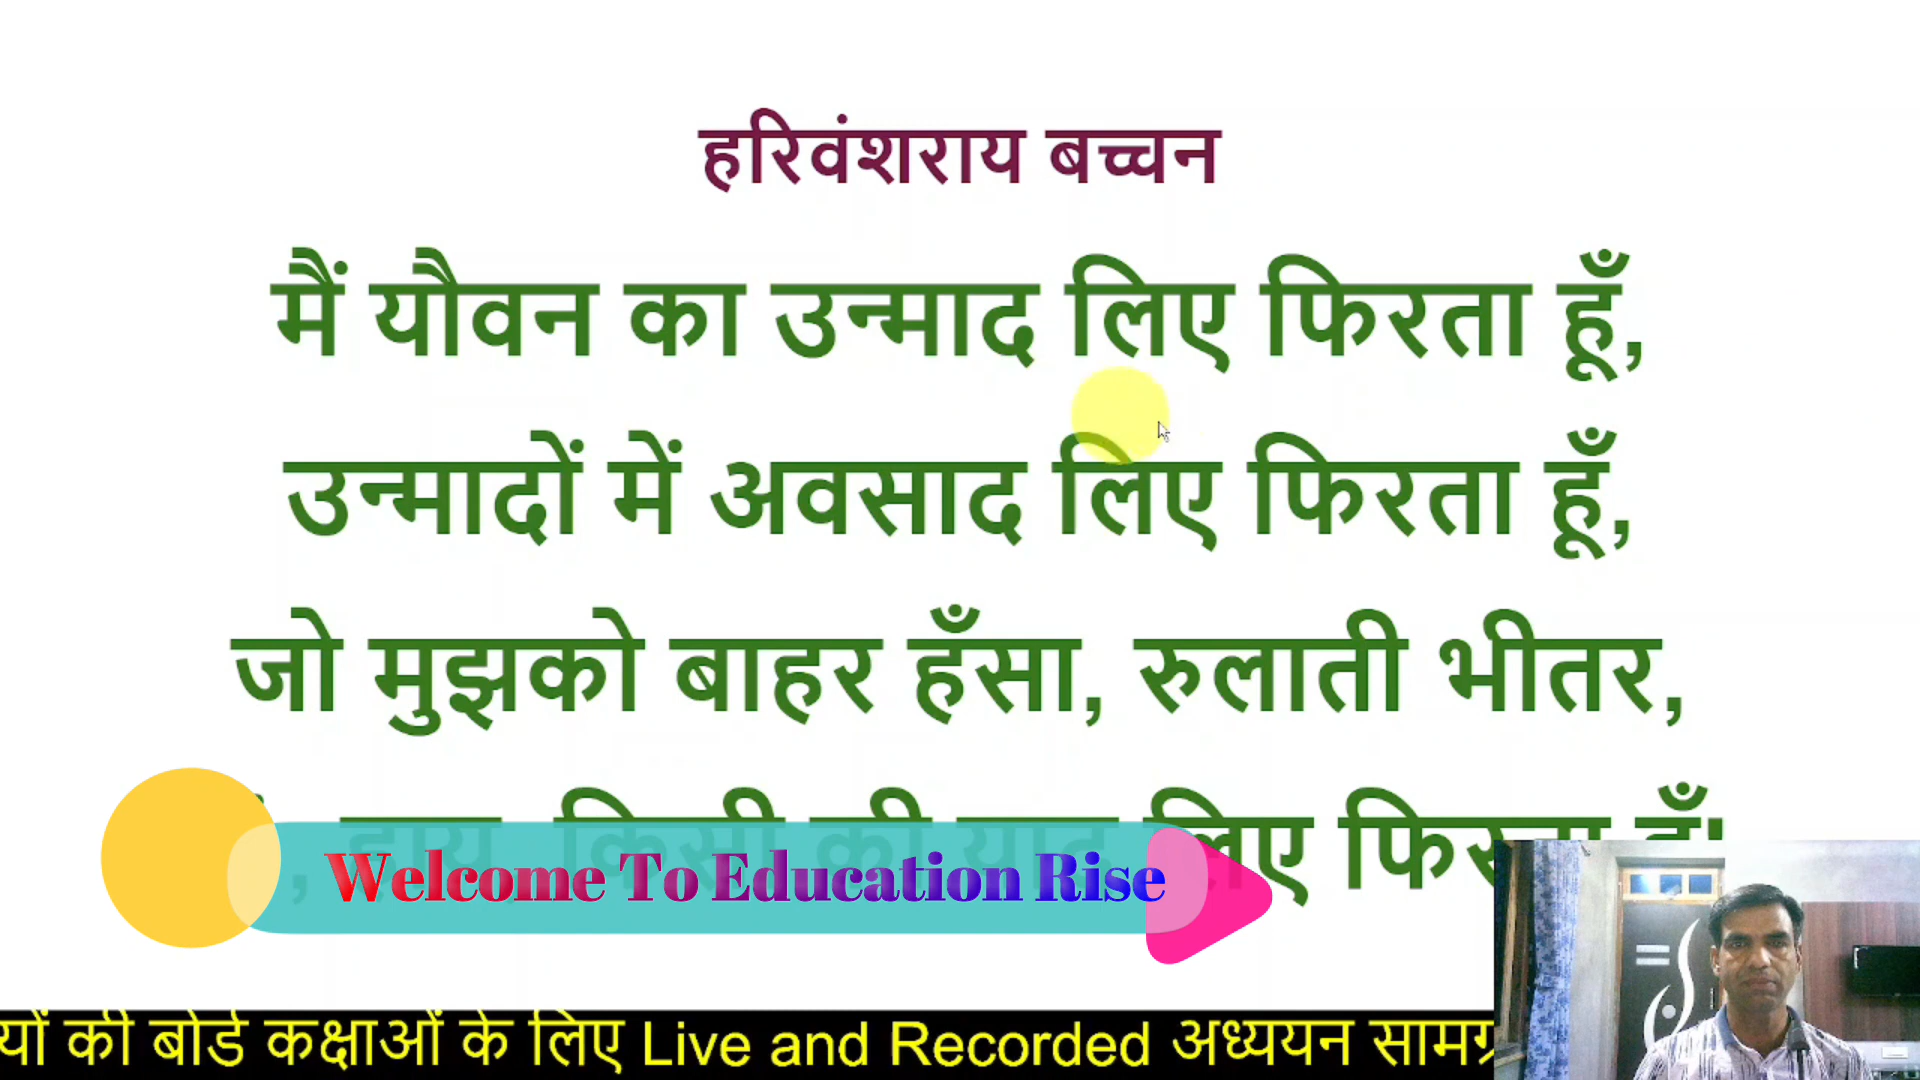 हरिवंशराय बच्चन
मैं यौवन का उन्माद लिए फिरता हूँ,
उन्मादों में अवसाद लिए फिरता हूँ,
जो मुझको बाहर हँसा, रुलाती भीतर,
हाय, किसी की याद लिए फिरता हूँ!
Welcome To Education Rise
यों की बोर्ड कक्षाओं के लिए Live and Recorded अध्ययन